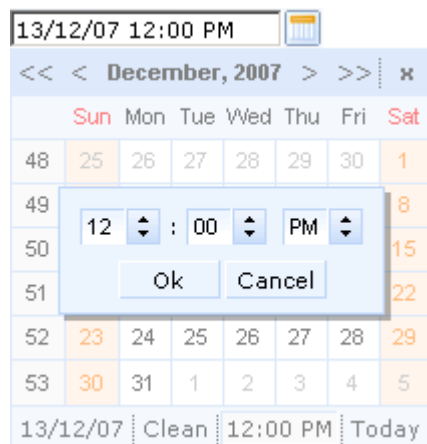 13/12/07 12:00 PM
<< < December, 2007 > >> x
Sun Mon Tue Wed Thu Fri Sat
48 25 26 27 28 29 30 1
49 8
12 : 00 PM
50 15
Ok Cancel
51 22
52 23 24 25 26 27 28 29
53 30 31 1 2 3 4 5
13/12/07 Clean 12:00 PM Today